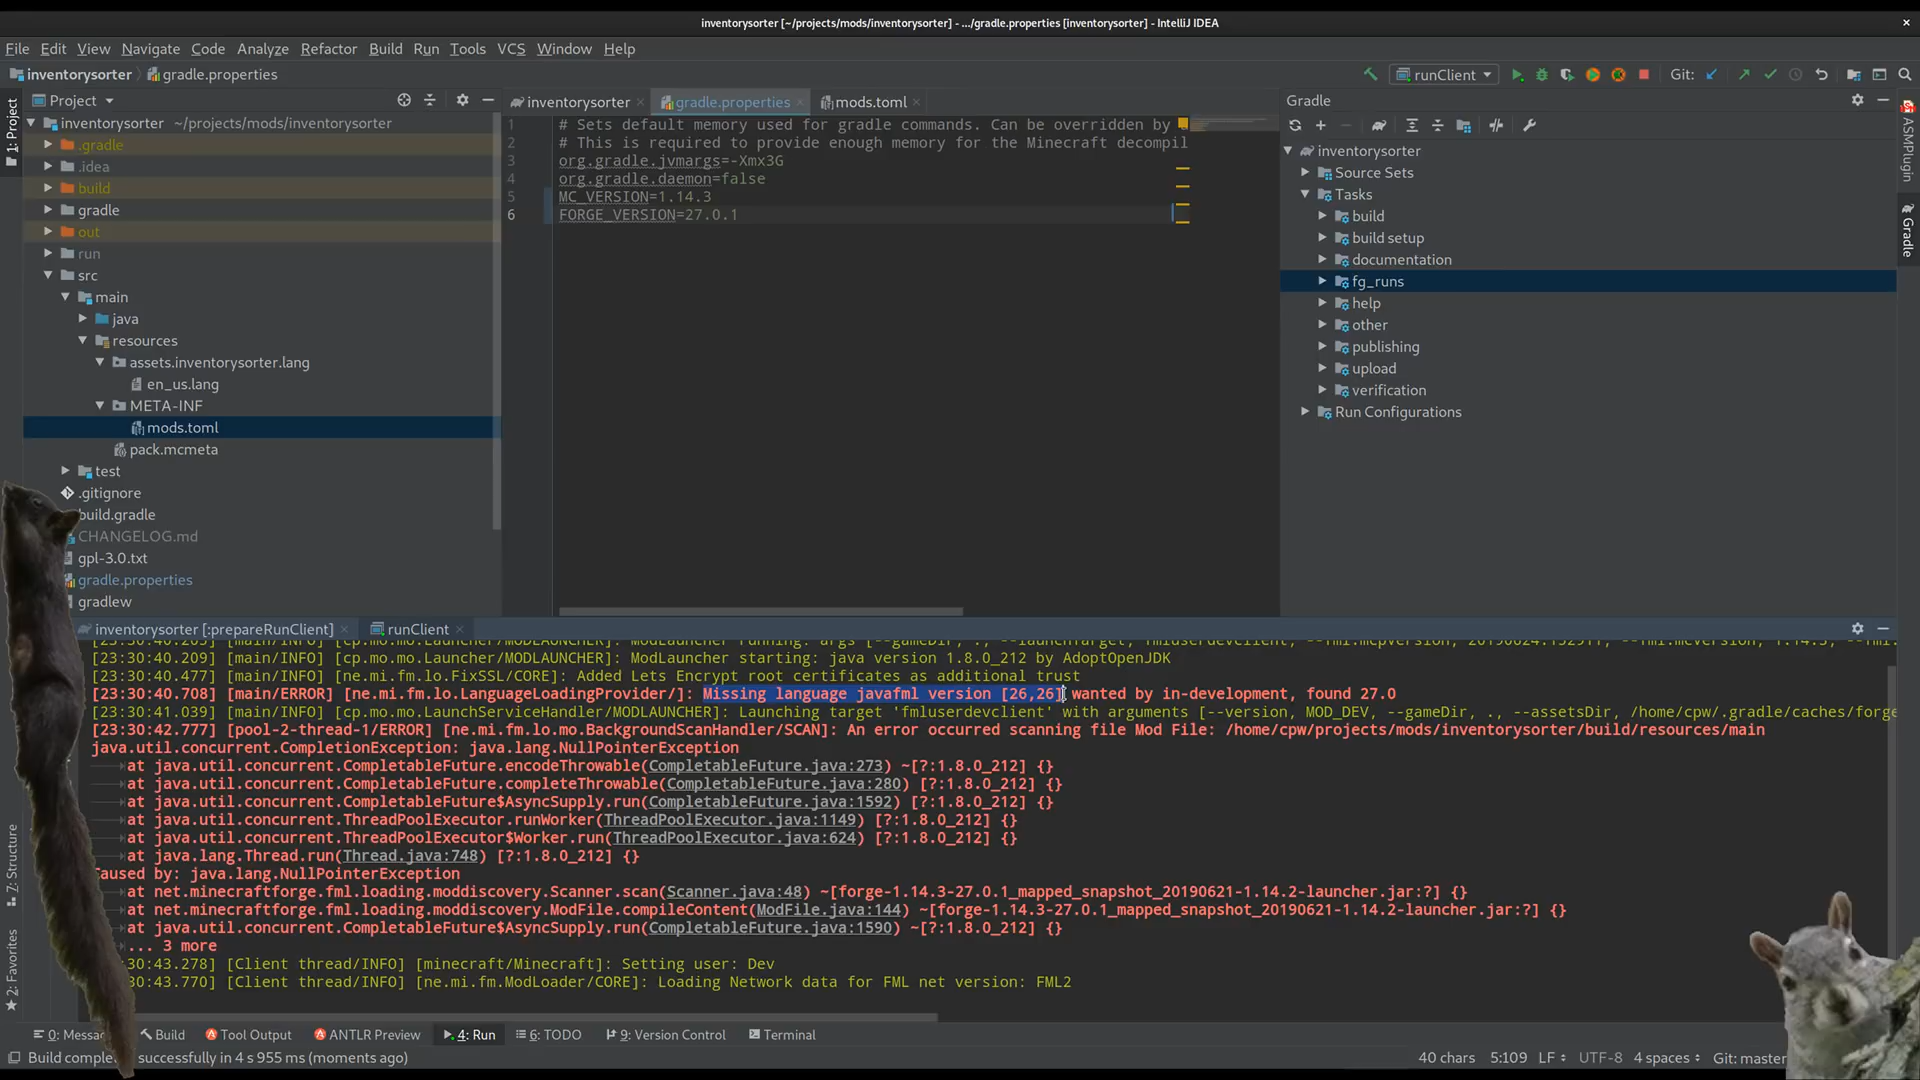 inventorysorter [~/projects/mods/inventorysorter] - .../gradle.properties [inventorysorter] - IntelliJ IDEA
File Edit View Navigate Code Analyze Refactor Build Run Tools VCS Window Help
inventorysorter gradle.properties
runClient
Git:
Project
inventorysorter
gradle.properties
mods.toml
Gradle
1: Project
inventorysorter ~/projects/mods/inventorysorter
.gradle
.idea
build
gradle
out
run
src
main
java
resources
assets.inventorysorter.lang
en_us.lang
META-INF
mods.toml
pack.mcmeta
test
.gitignore
build.gradle
CHANGELOG.md
gpl-3.0.txt
gradle.properties
gradlew
1 # Sets default memory used for gradle commands. Can be overridden by
2 # This is required to provide enough memory for the Minecraft decompil
3 org.gradle.jvmargs=-Xmx3G
4 org.gradle.daemon=false
5 MC_VERSION=1.14.3
6 FORGE_VERSION=27.0.1
inventorysorter
Source Sets
Tasks
build
build setup
documentation
fg_runs
help
other
publishing
upload
verification
Run Configurations
ASMPlugin
Gradle
inventorysorter [:prepareRunClient]
runClient
[23:30:40.209] [main/INFO] [cp.mo.mo.Launcher/MODLAUNCHER]: ModLauncher starting: java version 1.8.0_212 by AdoptOpenJDK
[23:30:40.477] [main/INFO] [ne.mi.fm.lo.FixSSL/CORE]: Added Lets Encrypt root certificates as additional trust
[23:30:40.708] [main/ERROR] [ne.mi.fm.lo.LanguageLoadingProvider/]: Missing language javafml version [26,26] wanted by in-development, found 27.0
[23:30:41.039] [main/INFO] [cp.mo.mo.LaunchServiceHandler/MODLAUNCHER]: Launching target 'fmluserdevclient' with arguments [--version, MOD_DEV, --gameDir, ., --assetsDir, /home/cpw/.gradle/caches/forge
[23:30:42.777] [pool-2-thread-1/ERROR] [ne.mi.fm.lo.mo.BackgroundScanHandler/SCAN]: An error occurred scanning file Mod File: /home/cpw/projects/mods/inventorysorter/build/resources/main
java.util.concurrent.CompletionException: java.lang.NullPointerException
at java.util.concurrent.CompletableFuture.encodeThrowable(CompletableFuture.java:273) ~[?:1.8.0_212] {}
at java.util.concurrent.CompletableFuture.completeThrowable(CompletableFuture.java:280) [?:1.8.0_212] {}
at java.util.concurrent.CompletableFuture$AsyncSupply.run(CompletableFuture.java:1592) [?:1.8.0_212] {}
at java.util.concurrent.ThreadPoolExecutor.runWorker(ThreadPoolExecutor.java:1149) [?:1.8.0_212] {}
at java.util.concurrent.ThreadPoolExecutor$Worker.run(ThreadPoolExecutor.java:624) [?:1.8.0_212] {}
at java.lang.Thread.run(Thread.java:748) [?:1.8.0_212] {}
aused by: java.lang.NullPointerException
at net.minecraftforge.fml.loading.moddiscovery.Scanner.scan(Scanner.java:48) ~[forge-1.14.3-27.0.1_mapped_snapshot_20190621-1.14.2-launcher.jar:?] {}
at net.minecraftforge.fml.loading.moddiscovery.ModFile.compileContent(ModFile.java:144) ~[forge-1.14.3-27.0.1_mapped_snapshot_20190621-1.14.2-launcher.jar:?] {}
at java.util.concurrent.CompletableFuture$AsyncSupply.run(CompletableFuture.java:1590) ~[?:1.8.0_212] {}
... 3 more
:30:43.278] [Client thread/INFO] [minecraft/Minecraft]: Setting user: Dev
:30:43.770] [Client thread/INFO] [ne.mi.fm.ModLoader/CORE]: Loading Network data for FML net version: FML2
7: Structure
2: Favorites
0: Messa Build Tool Output ANTLR Preview 4: Run 6: TODO 9: Version Control Terminal
Build comple successfully in 4 s 955 ms (moments ago)
40 chars 5:109 LF UTF-8 4 spaces Git: master